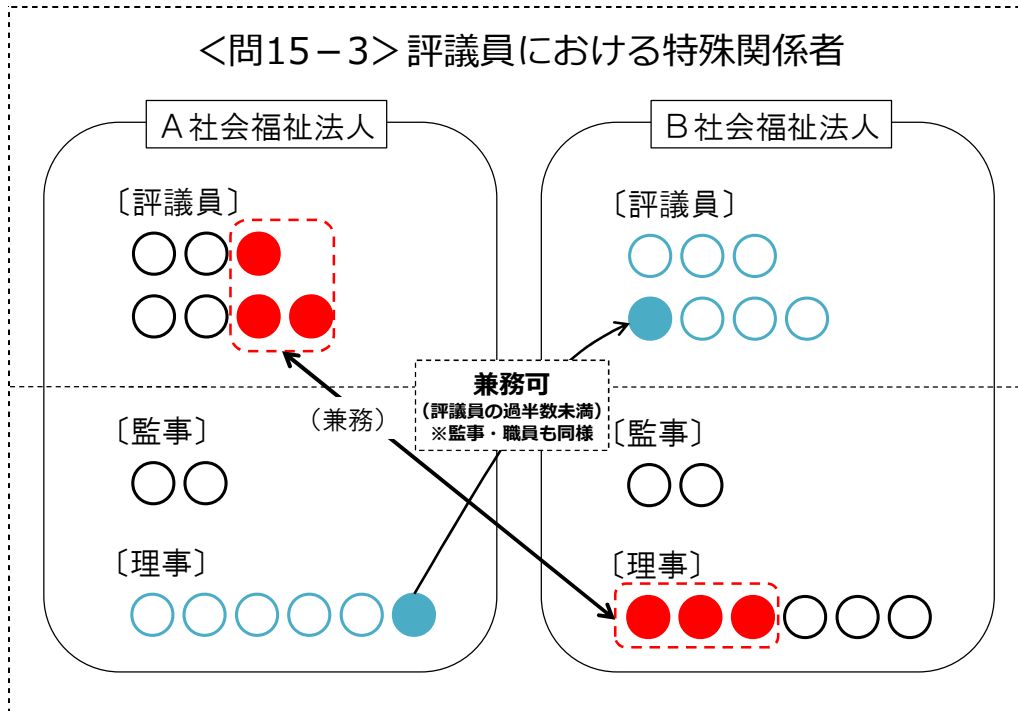 <問15-3>評議員における特殊関係者
A社会福祉法人
B社会福祉法人
〔評議員〕
〔評議員〕
兼務可
(評議員の過半数未満)
※監事・職員も同様
(兼務)
〔監事〕
〔監事〕
〔理事〕
〔理事〕